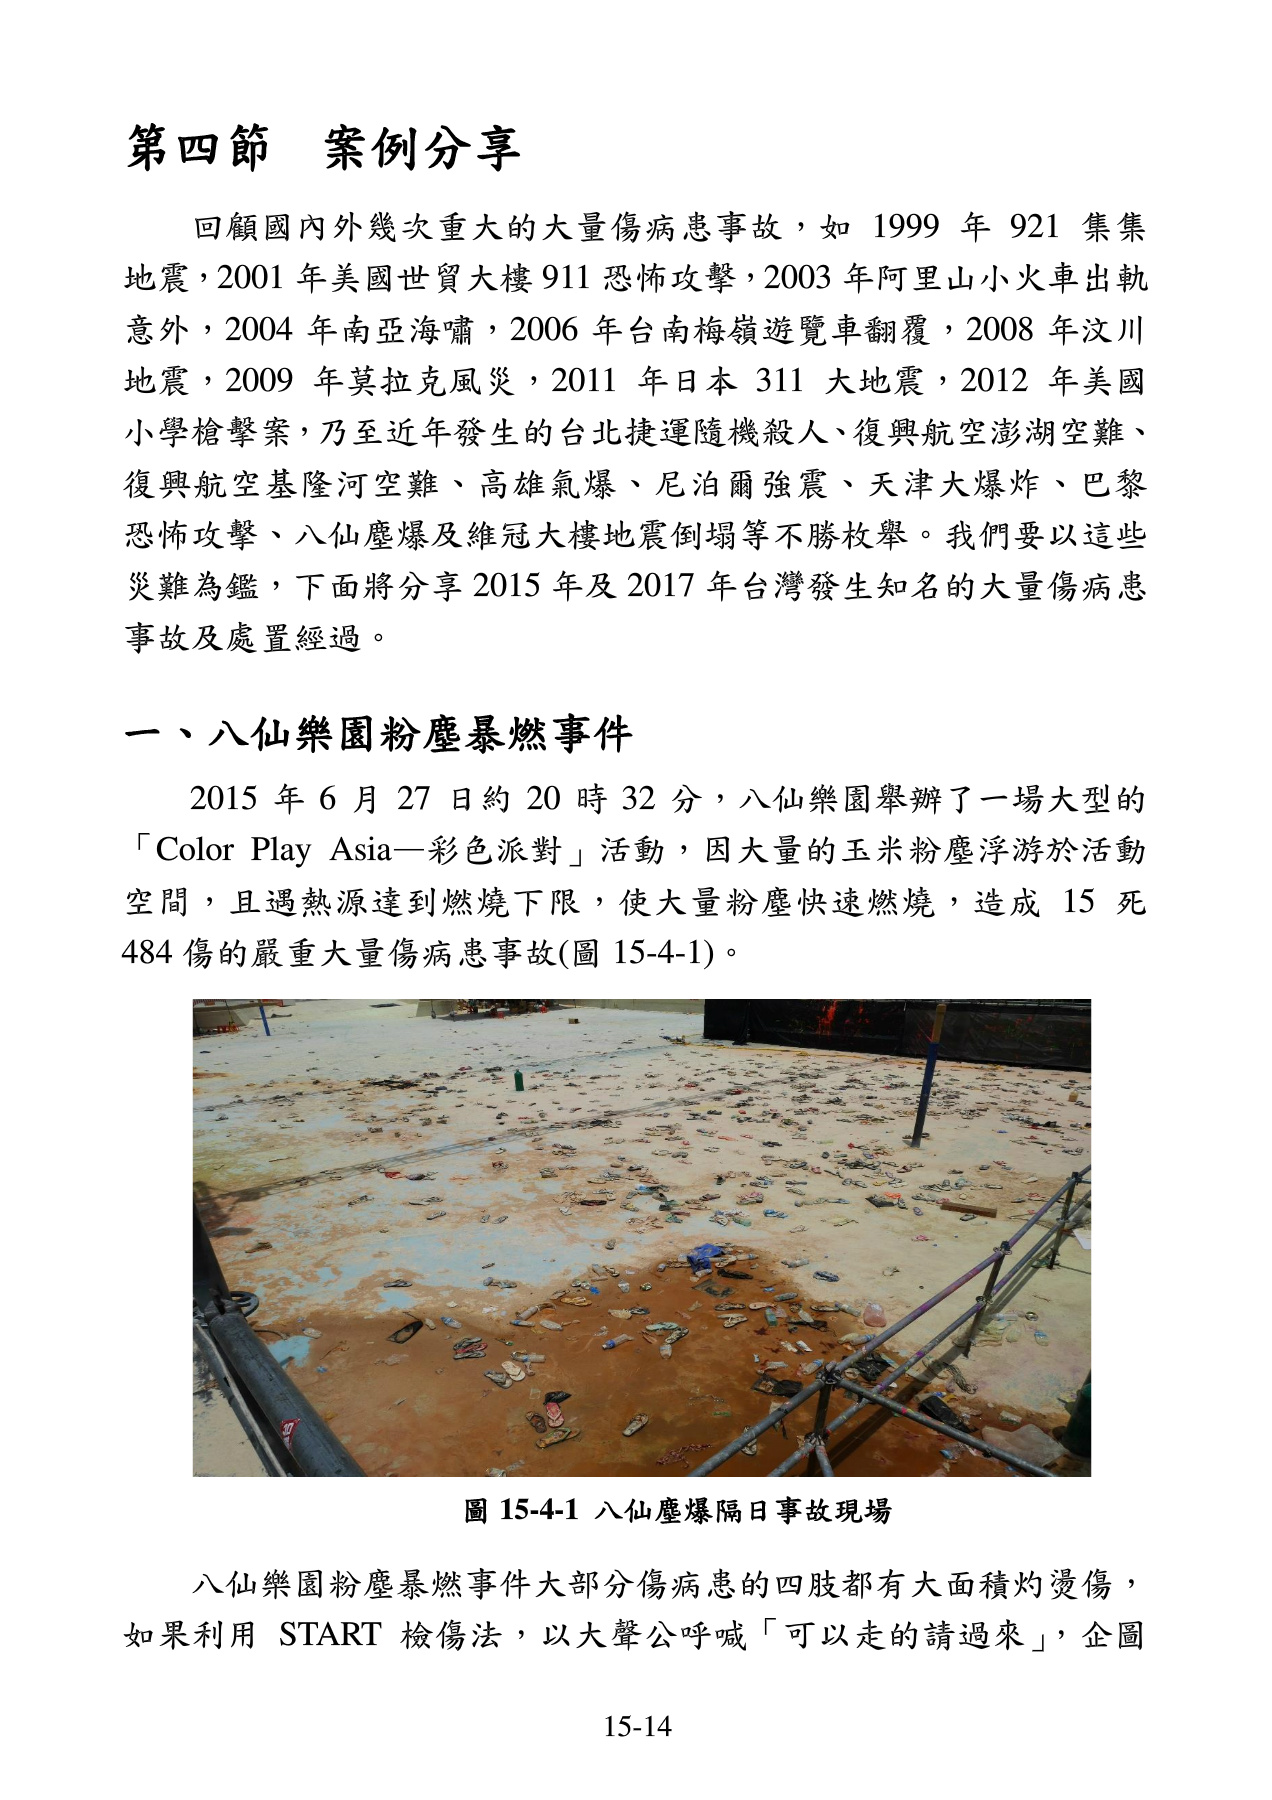 第四節　案例分享
回顧國內外幾次重大的大量傷病患事故，如 1999 年 921 集集
地震，2001 年美國世貿大樓 911 恐怖攻擊，2003 年阿里山小火車出軌
意外，2004 年南亞海嘯，2006 年台南梅嶺遊覽車翻覆，2008 年汶川
地震，2009 年莫拉克風災，2011 年日本 311 大地震，2012 年美國
小學槍擊案，乃至近年發生的台北捷運隨機殺人、復興航空澎湖空難、
復興航空基隆河空難、高雄氣爆、尼泊爾強震、天津大爆炸、巴黎
恐怖攻擊、八仙塵爆及維冠大樓地震倒塌等不勝枚舉。我們要以這些
災難為鑑，下面將分享 2015 年及 2017 年台灣發生知名的大量傷病患
事故及處置經過。
一、八仙樂園粉塵暴燃事件
2015 年 6 月 27 日約 20 時 32 分，八仙樂園舉辦了一場大型的
「Color Play Asia—彩色派對」活動，因大量的玉米粉塵浮游於活動
空間，且遇熱源達到燃燒下限，使大量粉塵快速燃燒，造成 15 死
484 傷的嚴重大量傷病患事故(圖 15-4-1)。
圖 15-4-1 八仙塵爆隔日事故現場
八仙樂園粉塵暴燃事件大部分傷病患的四肢都有大面積灼燙傷，
如果利用 START 檢傷法，以大聲公呼喊「可以走的請過來」，企圖
15-14